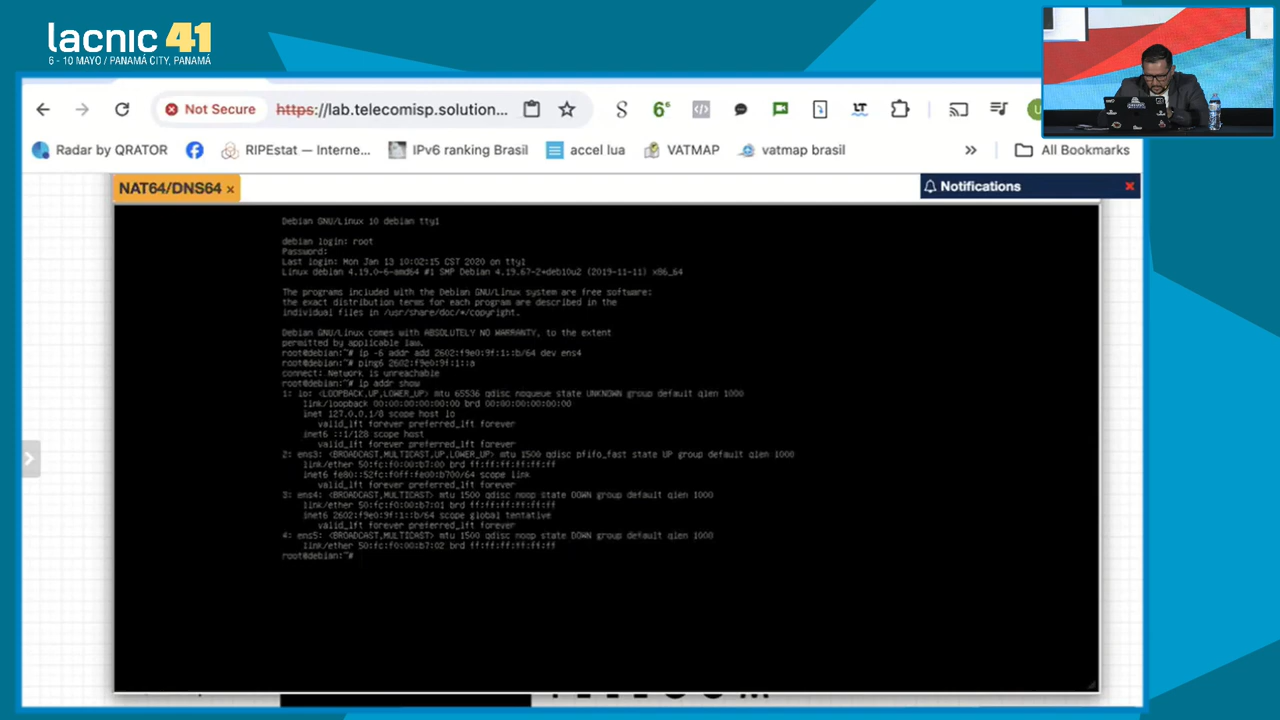 lacnic 41
6 - 10 MAYO / PANAMÁ CITY, PANAMÁ
Not Secure https://lab.telecomisp.solution...
Radar by QRATOR RIPEstat — Interne... IPv6 ranking Brasil accel lua VATMAP vatmap brasil » All Bookmarks
NAT64/DNS64 × Notifications ×
Debian GNU/Linux 10 debian tty1
debian login: root
Password:
Last login: Mon Jan 13 10:02:15 CST 2020 on tty1
Linux debian 4.19.0-6-amd64 #1 SMP Debian 4.19.67-2+deb10u2 (2019-11-11) x86_64
The programs included with the Debian GNU/Linux system are free software;
the exact distribution terms for each program are described in the
individual files in /usr/share/doc/*/copyright.
Debian GNU/Linux comes with ABSOLUTELY NO WARRANTY, to the extent
permitted by applicable law.
root@debian:~# ip -6 addr add 2602:f9e0:9f:1::b/64 dev ens4
root@debian:~# ping6 2602:f9e0:9f:1::a
connect: Network is unreachable
root@debian:~# ip addr show
1: lo: <LOOPBACK,UP,LOWER_UP> mtu 65536 qdisc noqueue state UNKNOWN group default qlen 1000
link/loopback 00:00:00:00:00:00 brd 00:00:00:00:00:00
inet 127.0.0.1/8 scope host lo
valid_lft forever preferred_lft forever
inet6 ::1/128 scope host
valid_lft forever preferred_lft forever
2: ens3: <BROADCAST,MULTICAST,UP,LOWER_UP> mtu 1500 qdisc pfifo_fast state UP group default qlen 1000
link/ether 50:fc:f0:00:b7:00 brd ff:ff:ff:ff:ff:ff
inet6 fe80::52fc:f0ff:fe00:b700/64 scope link
valid_lft forever preferred_lft forever
3: ens4: <BROADCAST,MULTICAST> mtu 1500 qdisc noop state DOWN group default qlen 1000
link/ether 50:fc:f0:00:b7:01 brd ff:ff:ff:ff:ff:ff
inet6 2602:f9e0:9f:1::b/64 scope global tentative
valid_lft forever preferred_lft forever
4: ens5: <BROADCAST,MULTICAST> mtu 1500 qdisc noop state DOWN group default qlen 1000
link/ether 50:fc:f0:00:b7:02 brd ff:ff:ff:ff:ff:ff
root@debian:~#